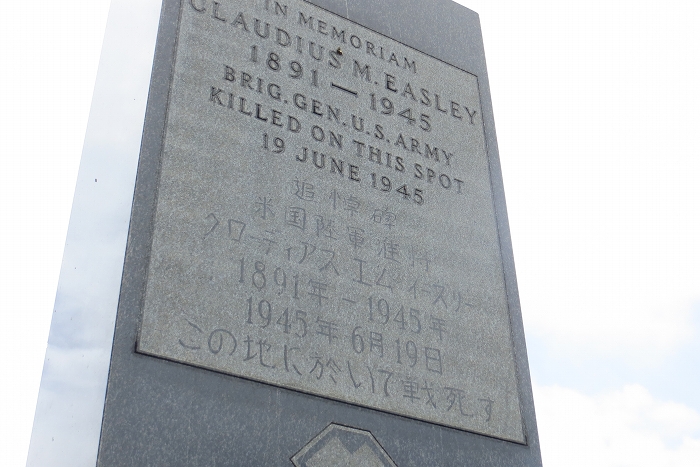 IN MEMORIAM
CLAUDIUS M. EASLEY
1891 — 1945
BRIG. GEN. U.S. ARMY
KILLED ON THIS SPOT
19 JUNE 1945
追悼碑
米国陸軍准将
クローディアス エム イースリー
1891年-1945年
1945年6月19日
この地に於いて戦死す